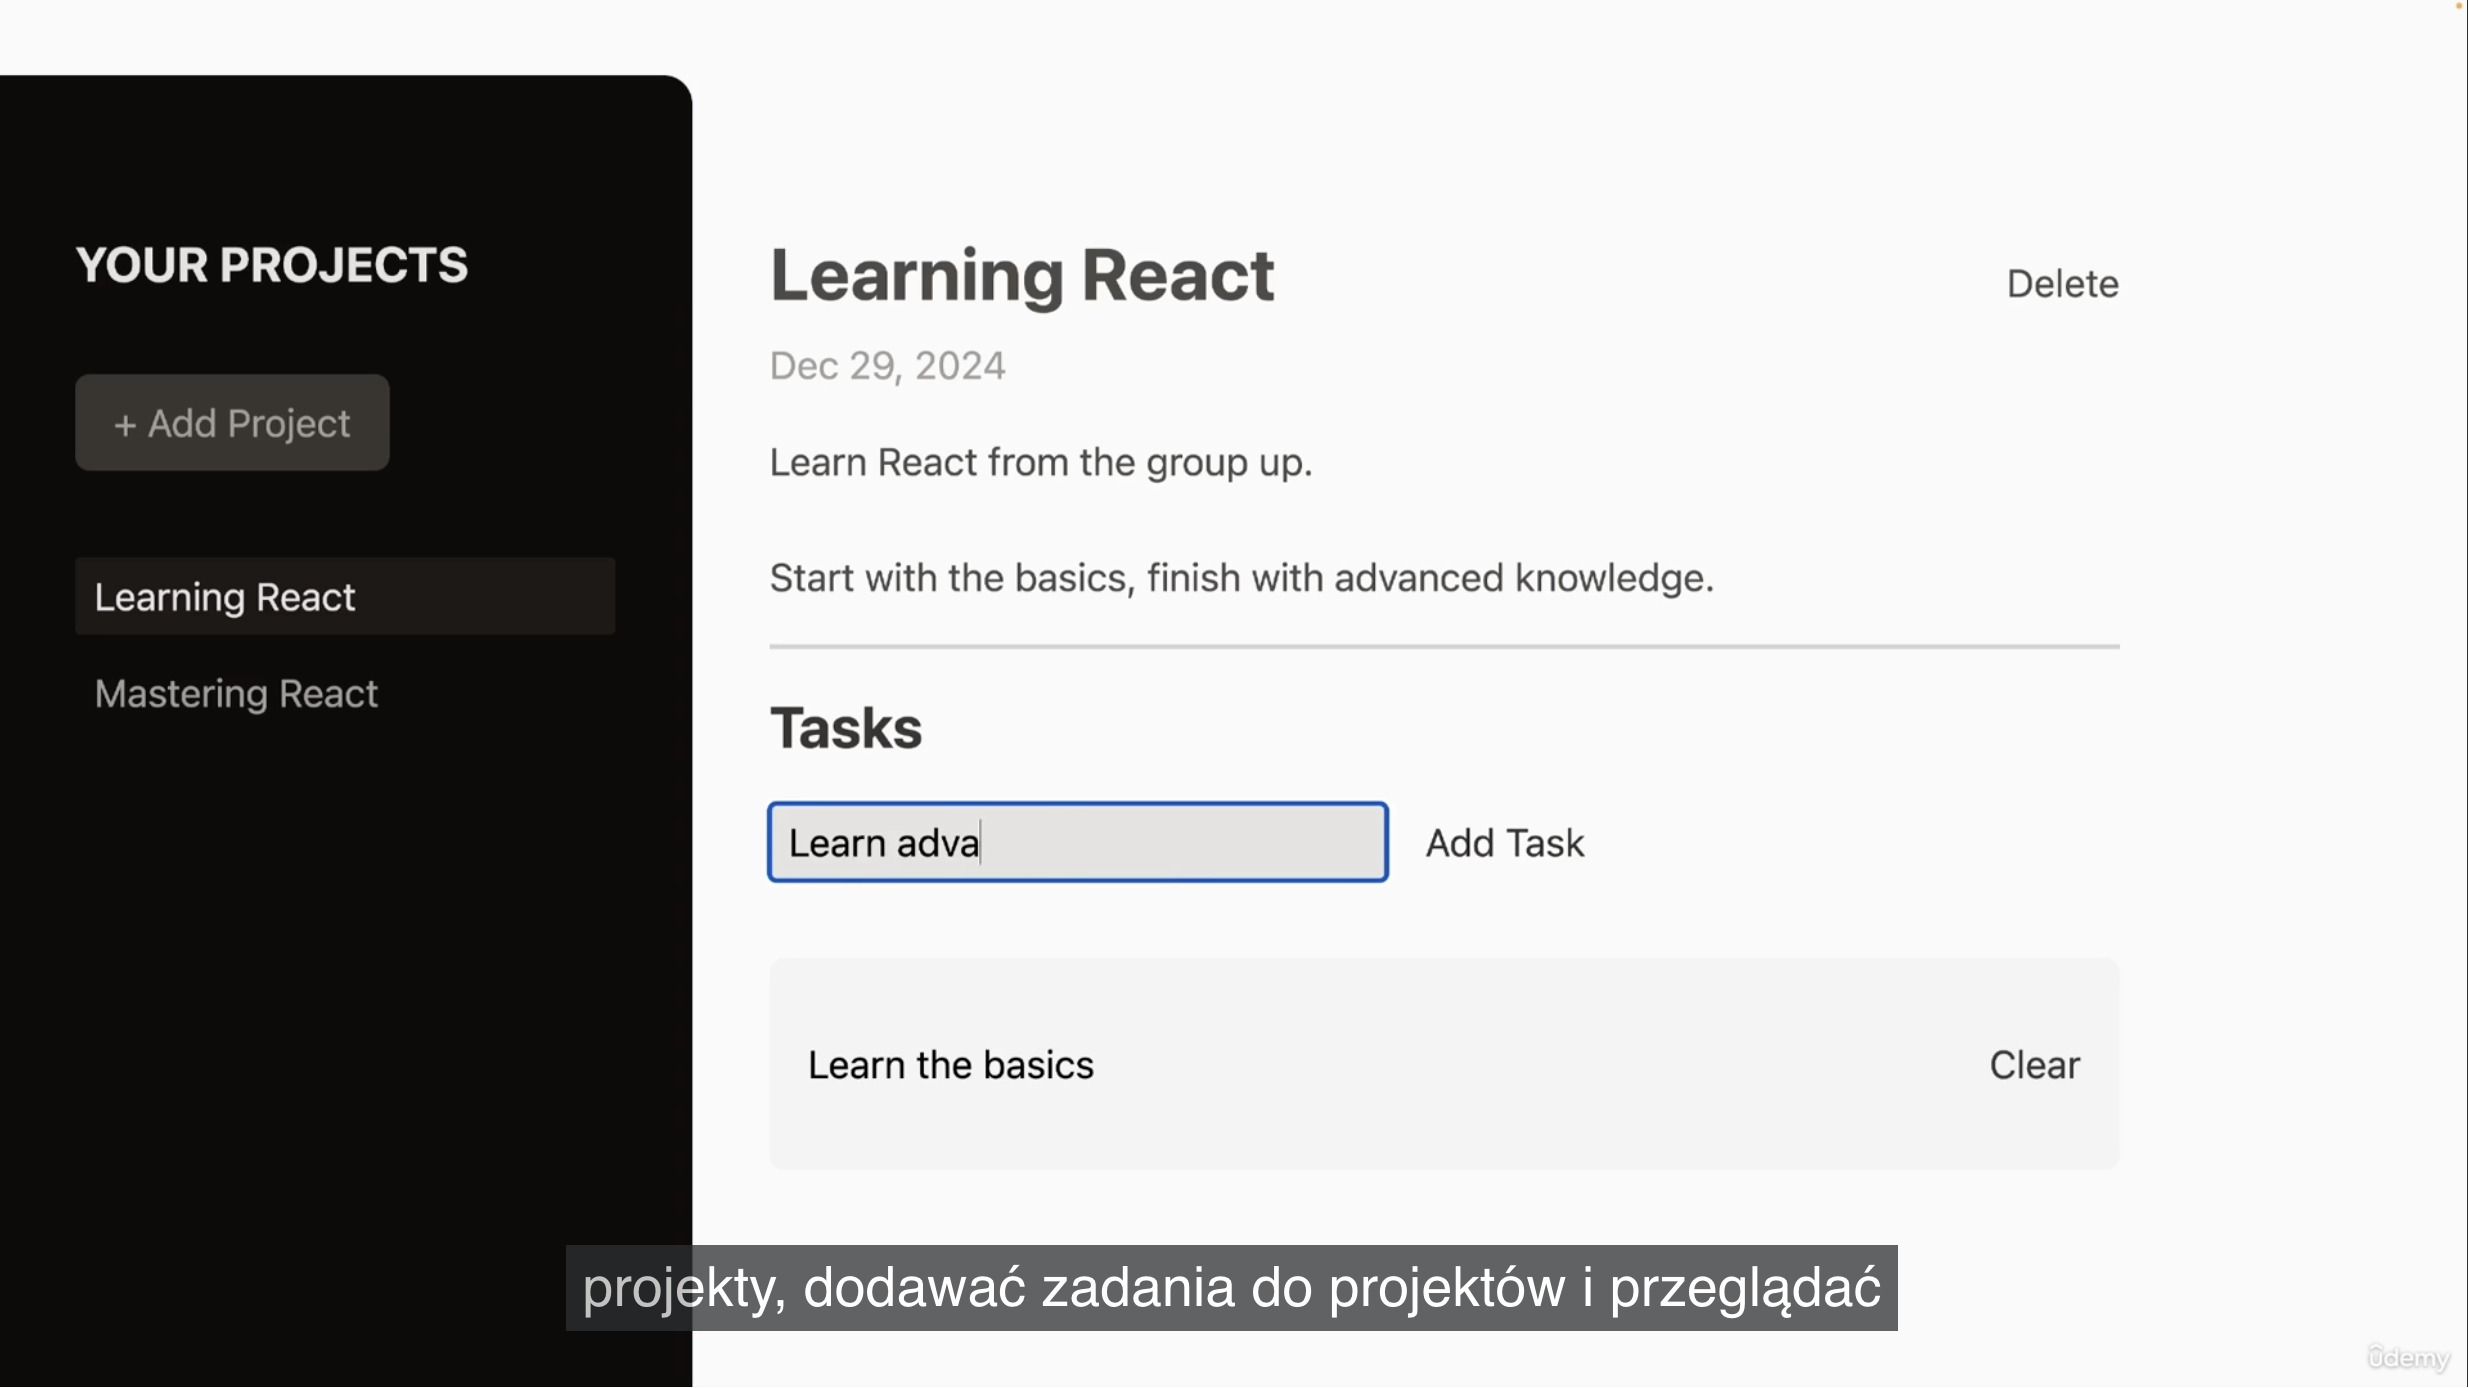 YOUR PROJECTS
+ Add Project
Learning React
Mastering React
Learning React
Delete
Dec 29, 2024
Learn React from the group up.
Start with the basics, finish with advanced knowledge.
Tasks
Learn adva
Add Task
Learn the basics
Clear
projekty, dodawać zadania do projektów i przeglądać
ûdemy